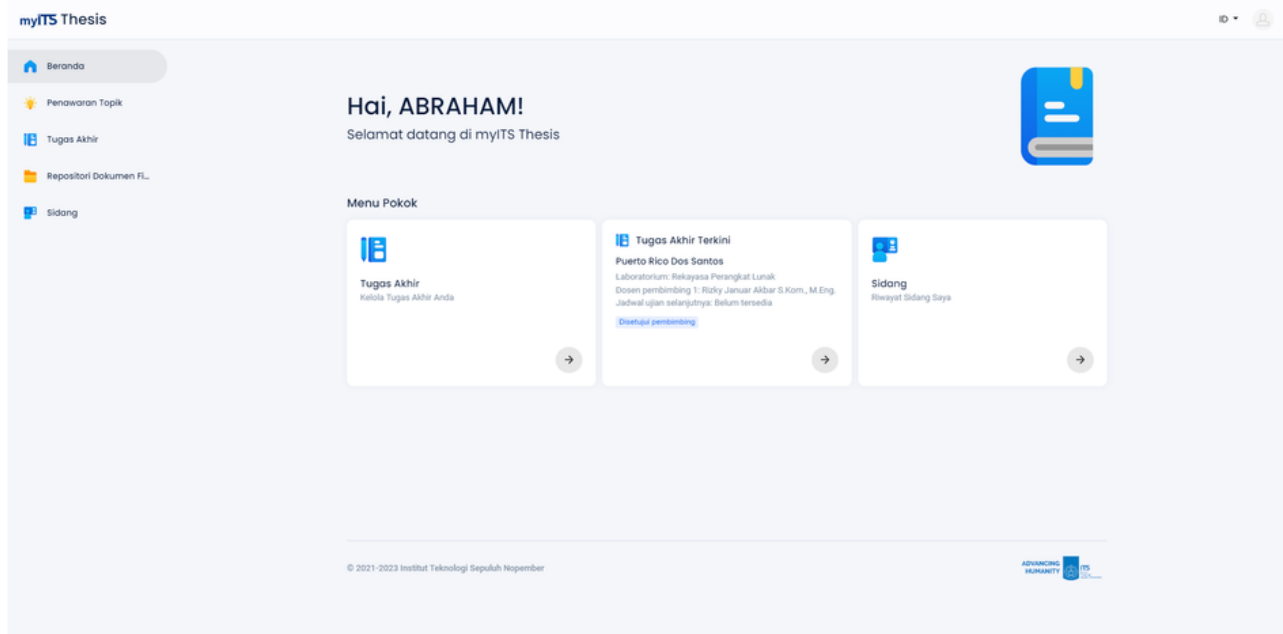 myITS Thesis
ID
Beranda
Penawaran Topik
Tugas Akhir
Repositori Dokumen Fi...
Sidang
Hai, ABRAHAM!
Selamat datang di myITS Thesis
Menu Pokok
Tugas Akhir
Kelola Tugas Akhir Anda
Tugas Akhir Terkini
Puerto Rico Dos Santos
Laboratorium: Rekayasa Perangkat Lunak
Dosen pembimbing 1: Rizky Januar Akbar S.Kom., M.Eng.
Jadwal ujian selanjutnya: Belum tersedia
Disetujui pembimbing
Sidang
Riwayat Sidang Saya
© 2021-2023 Institut Teknologi Sepuluh Nopember
ADVANCING
HUMANITY
ITS